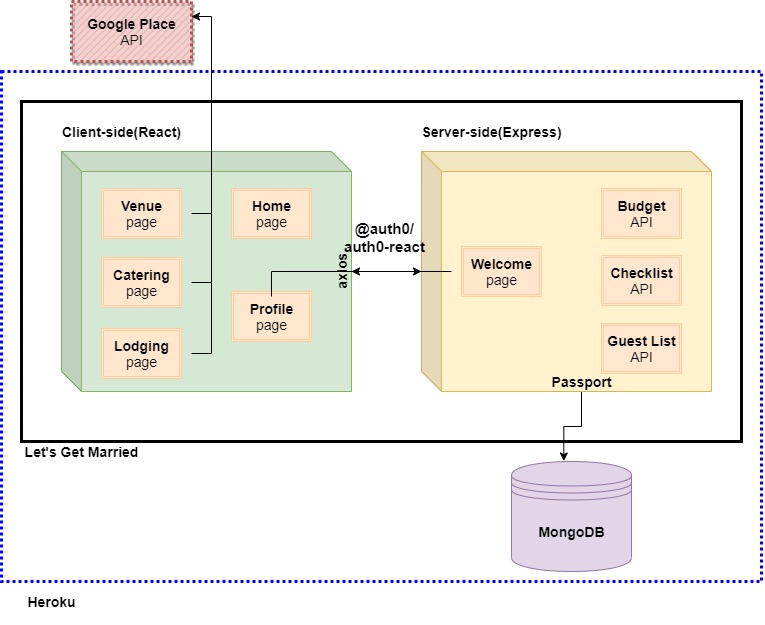 Google Place
API
Client-side(React)
Server-side(Express)
Venue
page
Home
page
Catering
page
Profile
page
Lodging
page
axios
@auth0/
auth0-react
Welcome
page
Budget
API
Checklist
API
Guest List
API
Passport
Let's Get Married
MongoDB
Heroku